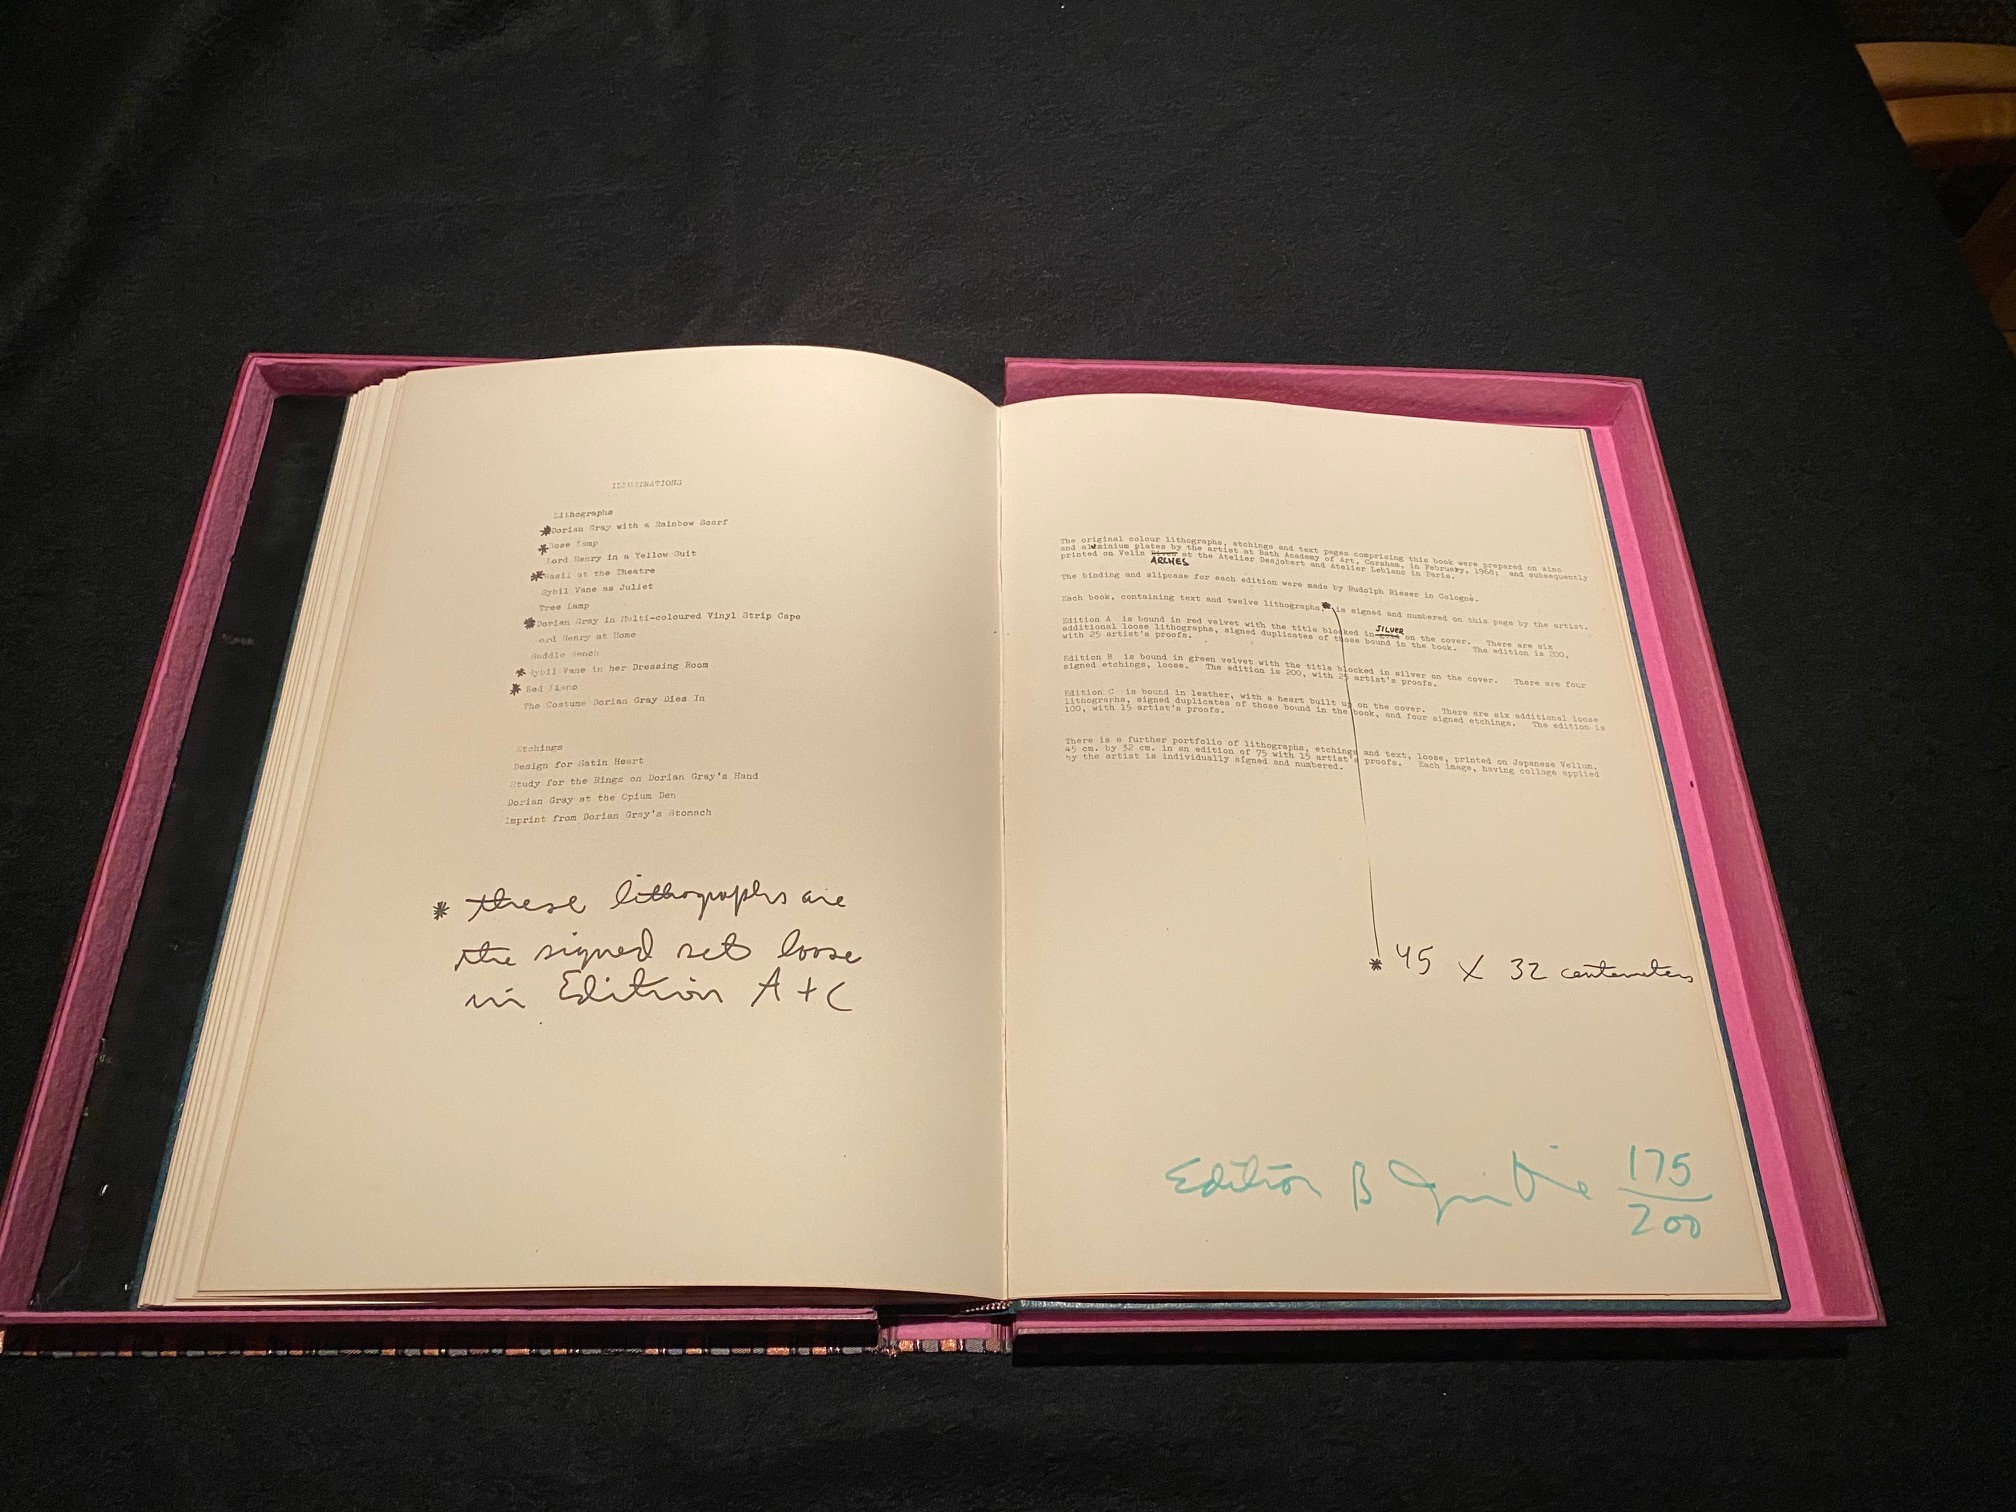 ILLUSTRATIONS
Lithographs
*Dorian Gray with a Rainbow Scarf
*Rose Lamp
Lord Henry in a Yellow Suit
*Basil at the Theatre
Sybil Vane as Juliet
Tree Lamp
*Dorian Gray in Multi-coloured Vinyl Strip Cape
Lord Henry at Home
Saddle Bench
*Sybil Vane in her Dressing Room
*Red Piano
The Costume Dorian Gray Dies In
Etchings
Design for Satin Heart
Study for the Rings on Dorian Gray's Hand
Dorian Gray at the Opium Den
Imprint from Dorian Gray's Stomach
* these lithographs are
the signed set loose
in Edition A + C
The original colour lithographs, etchings and text pages comprising this book were prepared on zinc
and aluminium plates by the artist at Bath Academy of Art, Corsham, in February, 1968; and subsequently
printed on Velin at the Atelier Desjobert and Atelier Leblanc in Paris.
ARCHES
The binding and slipcase for each edition were made by Rudolph Rieser in Cologne.
Each book, containing text and twelve lithographs,* is signed and numbered on this page by the artist.
SILVER
Edition A is bound in red velvet with the title blocked in on the cover. There are six
additional loose lithographs, signed duplicates of those bound in the book. The edition is 200,
with 25 artist's proofs.
Edition B is bound in green velvet with the title blocked in silver on the cover. There are four
signed etchings, loose. The edition is 200, with 25 artist's proofs.
Edition C is bound in leather, with a heart built up on the cover. There are six additional loose
lithographs, signed duplicates of those bound in the book, and four signed etchings. The edition is
100, with 15 artist's proofs.
There is a further portfolio of lithographs, etchings and text, loose, printed on Japanese Vellum,
45 cm. by 32 cm. in an edition of 75 with 15 artist's proofs. Each image, having collage applied
by the artist is individually signed and numbered.
* 45 x 32 centimeters
Edition B Jim Dine 175
200